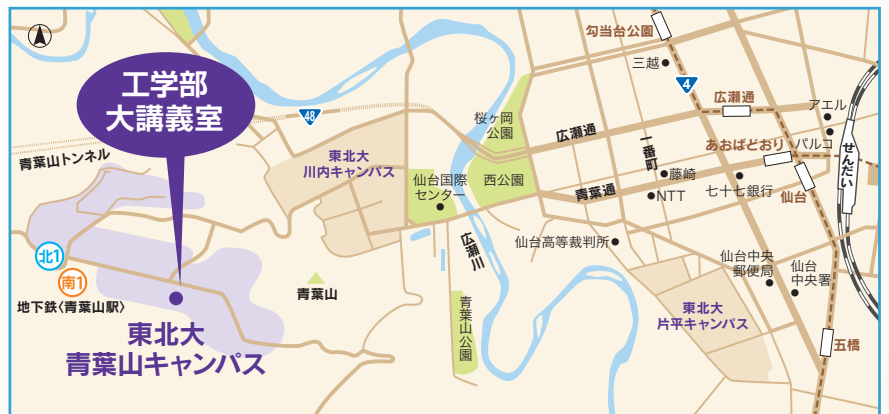 工学部
大講義室
勾当台公園
三越
4
広瀬通
アエル
48
桜ヶ岡
公園
広瀬通
一番町
あおばどおり
パルコ
せんだい
青葉山トンネル
東北大
川内キャンパス
仙台国際
センター
西公園
青葉通
藤崎
NTT
七十七銀行
仙台
北1
南1
地下鉄〈青葉山駅〉
青葉山
広瀬川
仙台高等裁判所
仙台中央
郵便局
仙台
中央署
東北大
青葉山キャンパス
青葉山公園
東北大
片平キャンパス
五橋